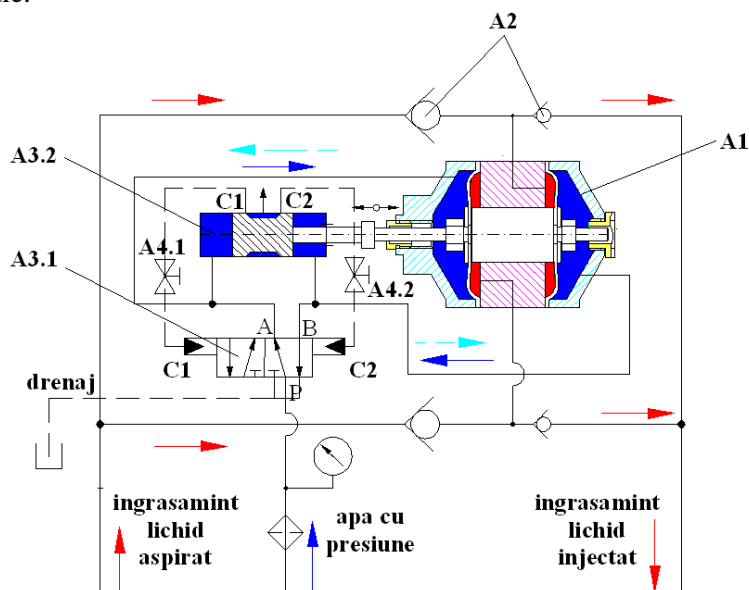 A2
A1
A3.2
C1
C2
A4.1
A3.1
A4.2
A
B
C1
C2
drenaj
P
ingrasamint
lichid
aspirat
apa cu
presiune
ingrasamint
lichid
injectat